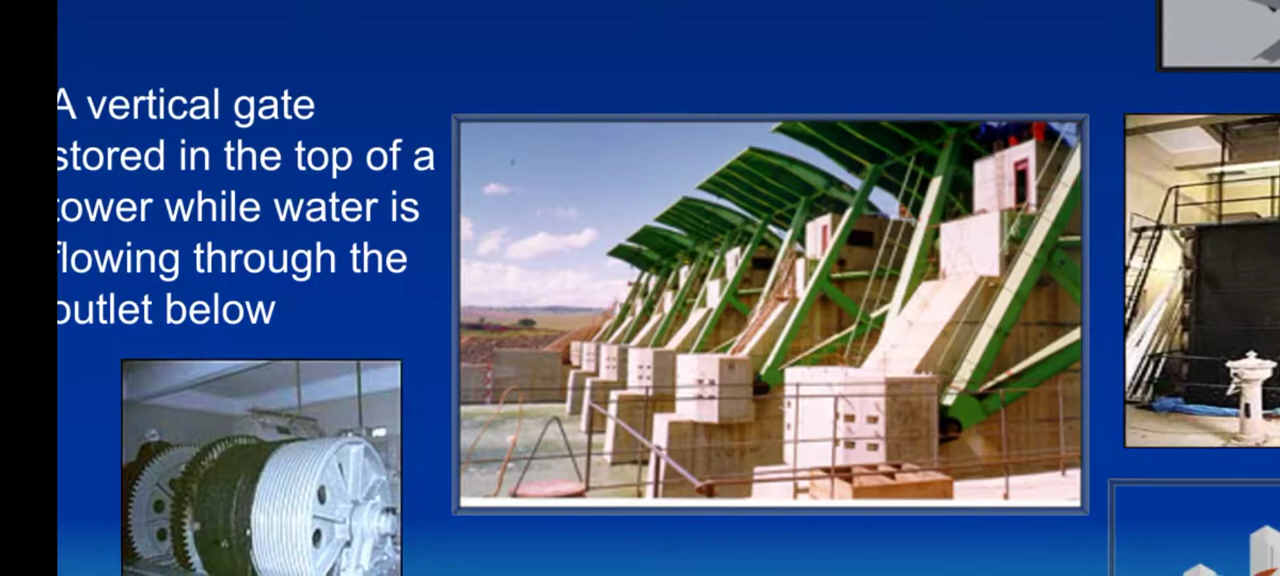 A vertical gate
stored in the top of a
tower while water is
flowing through the
outlet below